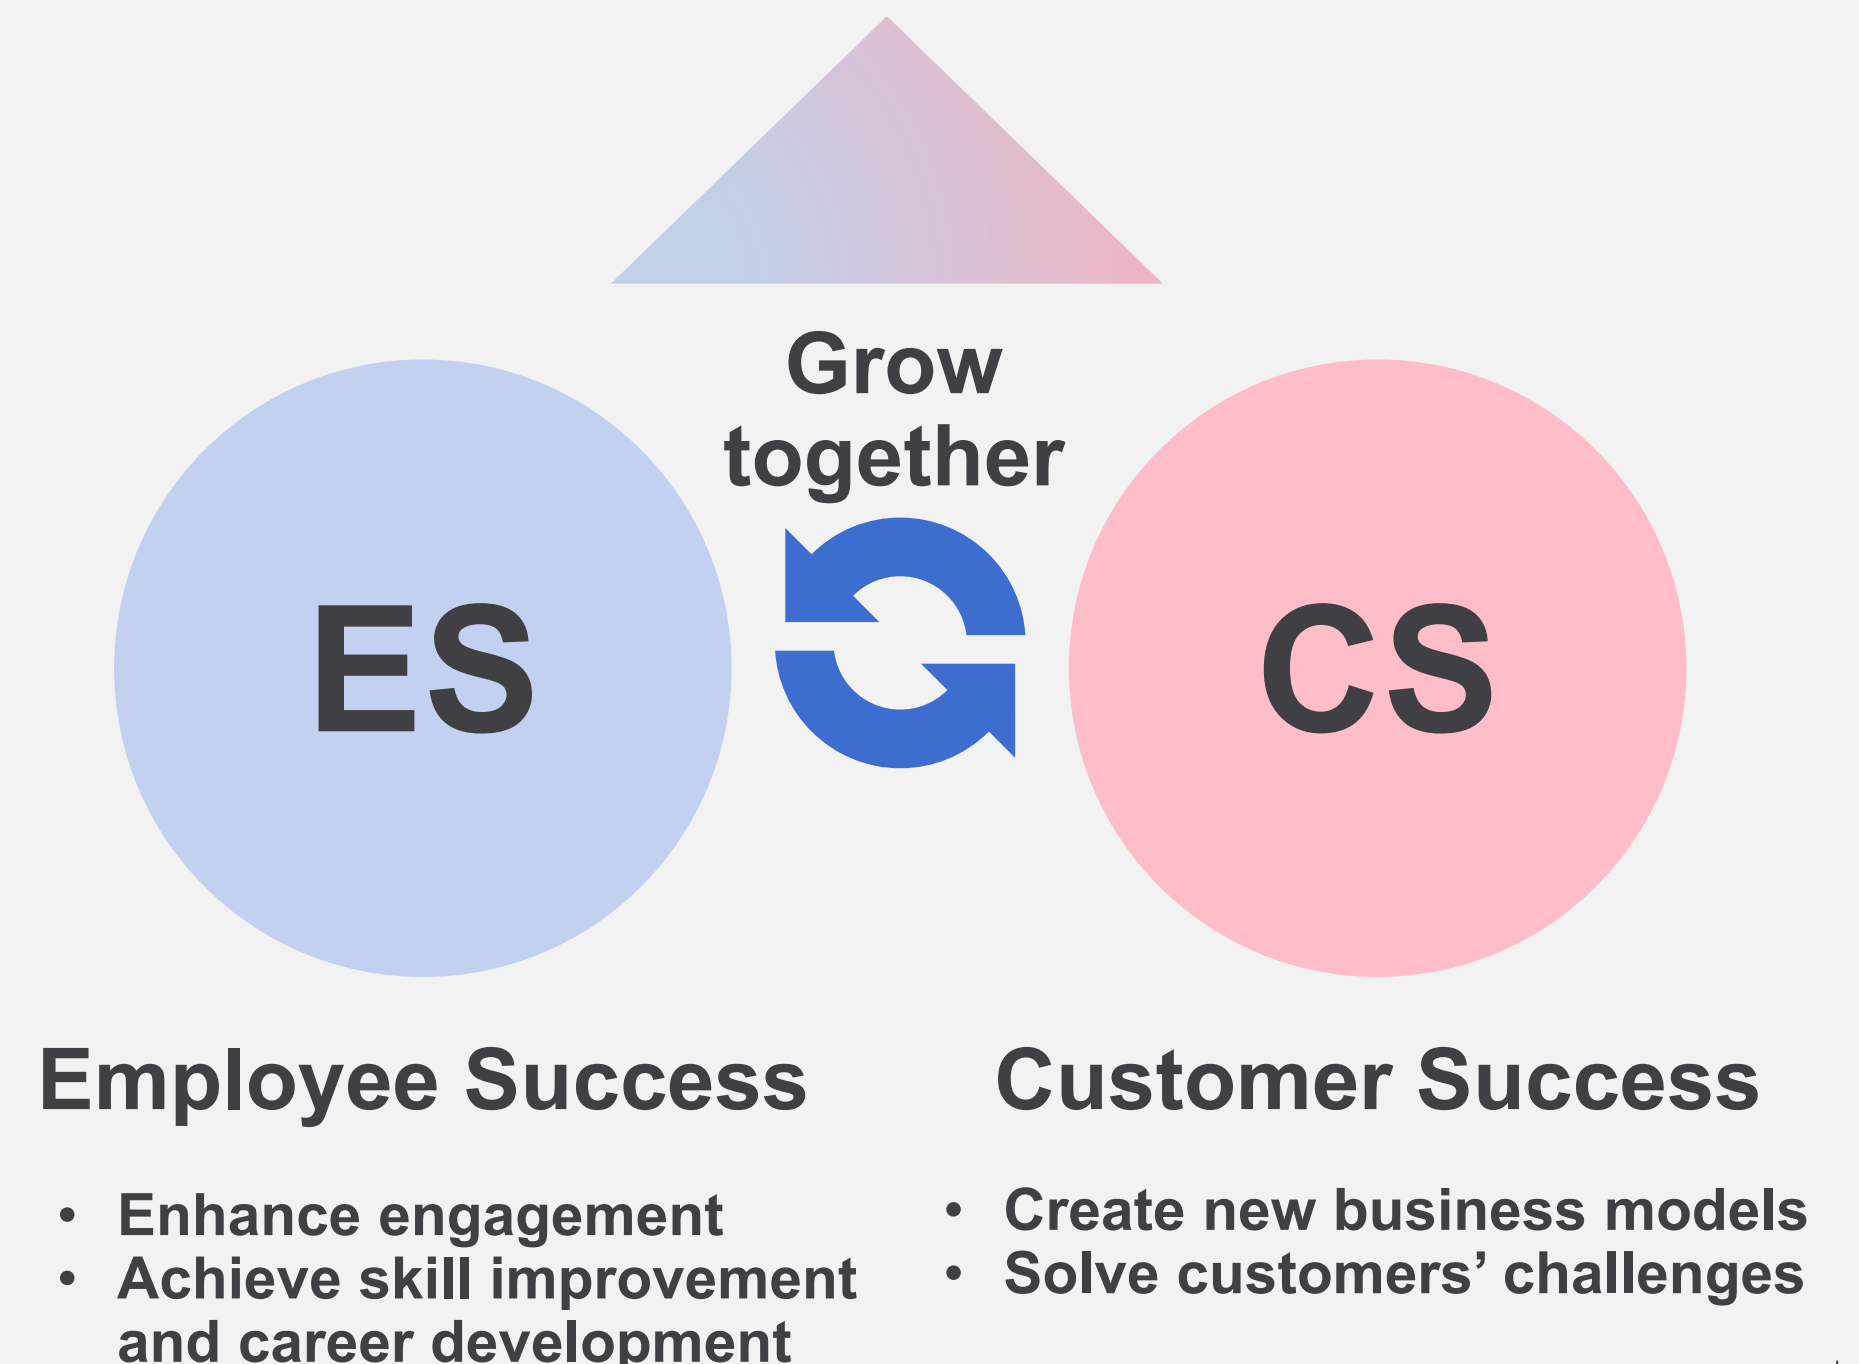 Grow
together
ES
CS
Employee Success
• Enhance engagement
• Achieve skill improvement
and career development
Customer Success
• Create new business models
• Solve customers’ challenges